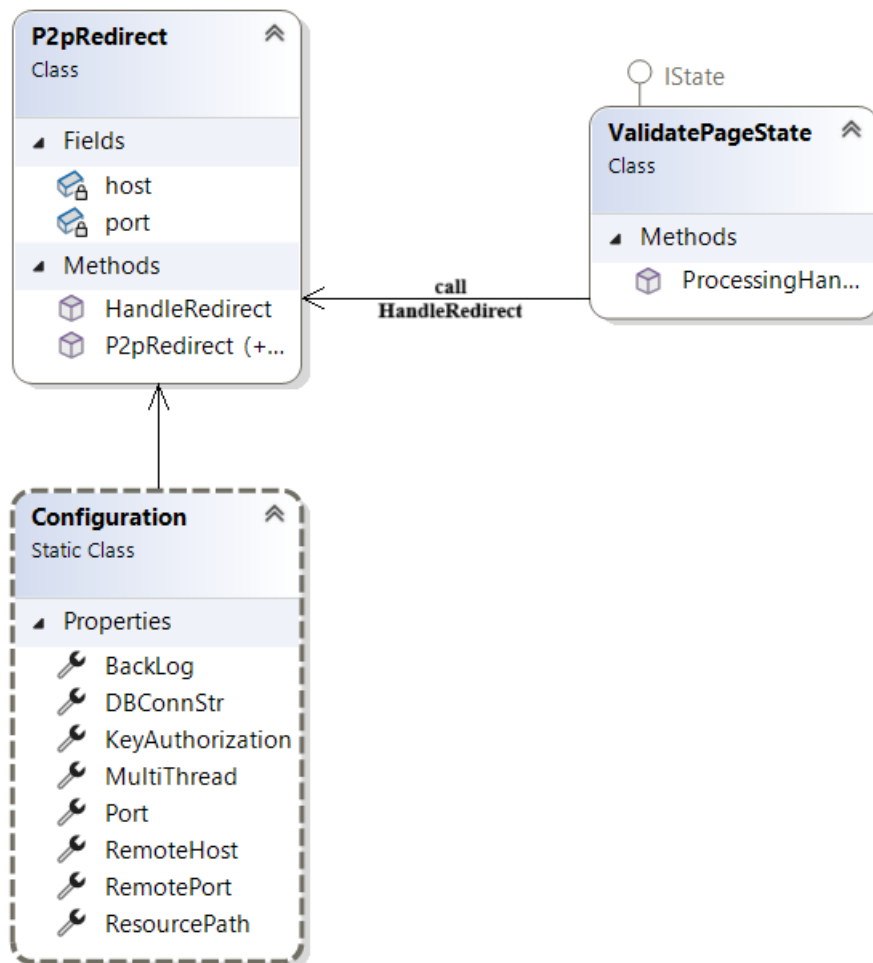 P2pRedirect
Class
Fields
host
port
Methods
HandleRedirect
P2pRedirect (+...
call
HandleRedirect
IState
ValidatePageState
Class
Methods
ProcessingHan...
Configuration
Static Class
Properties
BackLog
DBConnStr
KeyAuthorization
MultiThread
Port
RemoteHost
RemotePort
ResourcePath